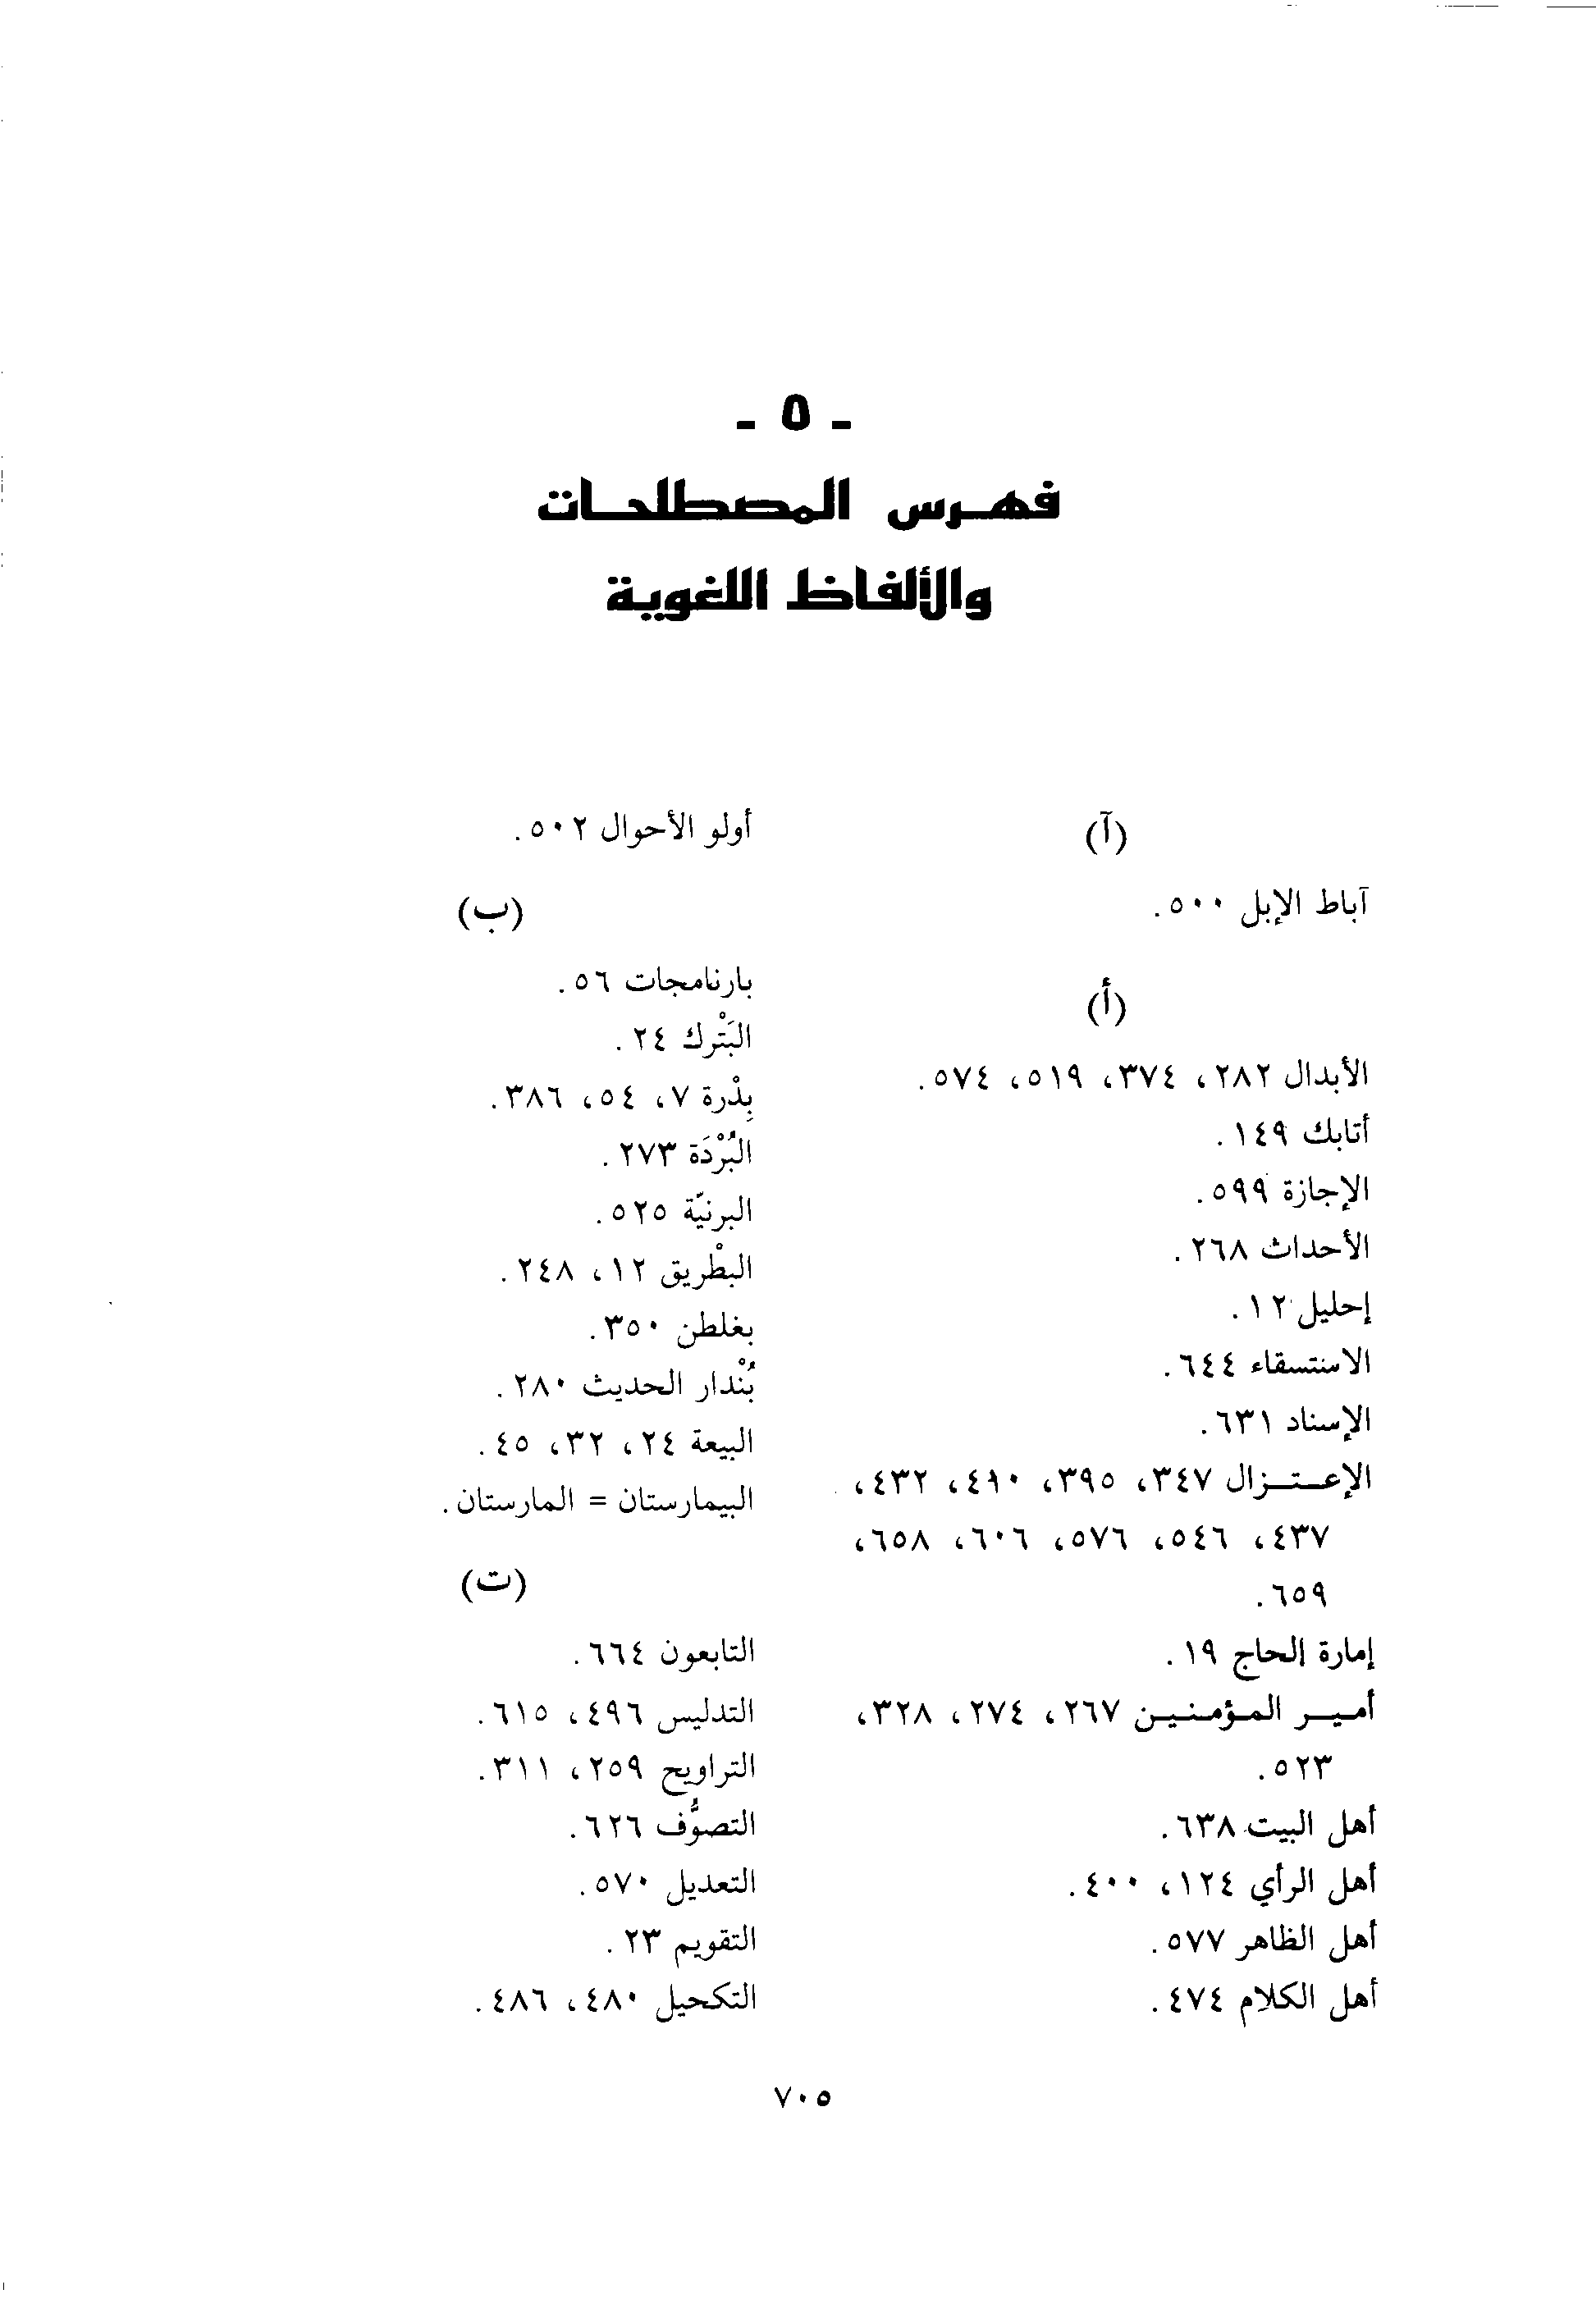 - ٥ -
فهرس المصطلحات
والألفاظ اللغوية
(آ)
آباط الإبل ٥٠٠.
(أ)
الأبدال ٢٨٢، ٣٧٤، ٥١٩، ٥٧٤.
أتابك ١٤٩.
الإجازة ٥٩٩.
الأحداث ٢٦٨.
إحليل ١٢.
الاستسقاء ٦٤٤.
الإسناد ٦٣١.
الإعتزال ٣٤٧، ٣٩٥، ٤١٠، ٤٣٢،
٤٣٧، ٥٤٦، ٥٧٦، ٦٠٦، ٦٥٨،
٦٥٩.
إمارة الحاج ١٩.
أمير المؤمنين ٢٦٧، ٢٧٤، ٣٢٨،
٥٢٣.
أهل البيت ٦٣٨.
أهل الرأي ١٢٤، ٤٠٠.
أهل الظاهر ٥٧٧.
أهل الكلام ٤٧٤.
أولو الأحوال ٥٠٢.
(ب)
بارنامجات ٥٦.
البَتْرك ٢٤.
بِدْرة ٧، ٥٤، ٣٨٦.
البُرْدَة ٢٧٣.
البرنيّة ٥٢٥.
البطْريق ١٢، ٢٤٨.
بغلطن ٣٥٠.
بُنْدار الحديث ٢٨٠.
البيعة ٢٤، ٣٢، ٤٥.
البيمارستان = المارستان.
(ت)
التابعون ٦٦٤.
التدليس ٤٩٦، ٦١٥.
التراويح ٢٥٩، ٣١١.
التصوُّف ٦٢٦.
التعديل ٥٧٠.
التقويم ٢٣.
التكحيل ٤٨٠، ٤٨٦.
٧٠٥